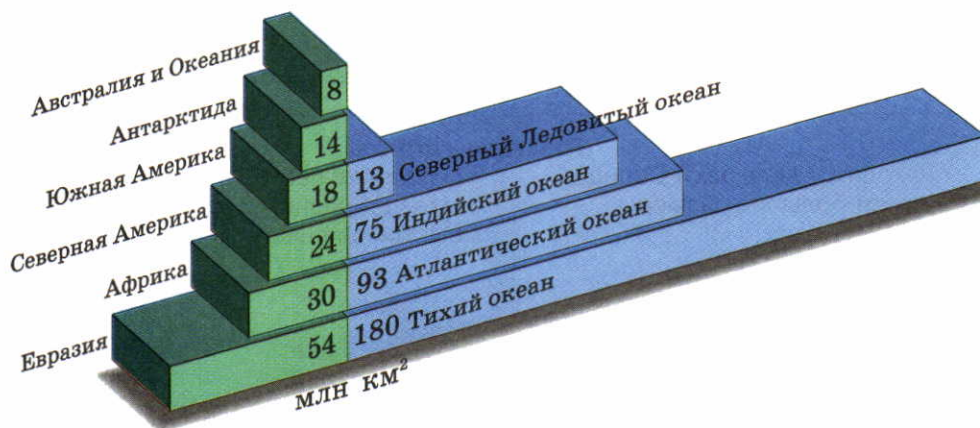 Австралия и Океания
8
Антарктида
14
Южная Америка
18
13 Северный Ледовитый океан
Северная Америка
24
75 Индийский океан
Африка
30
93 Атлантический океан
Евразия
54
180 Тихий океан
млн км²